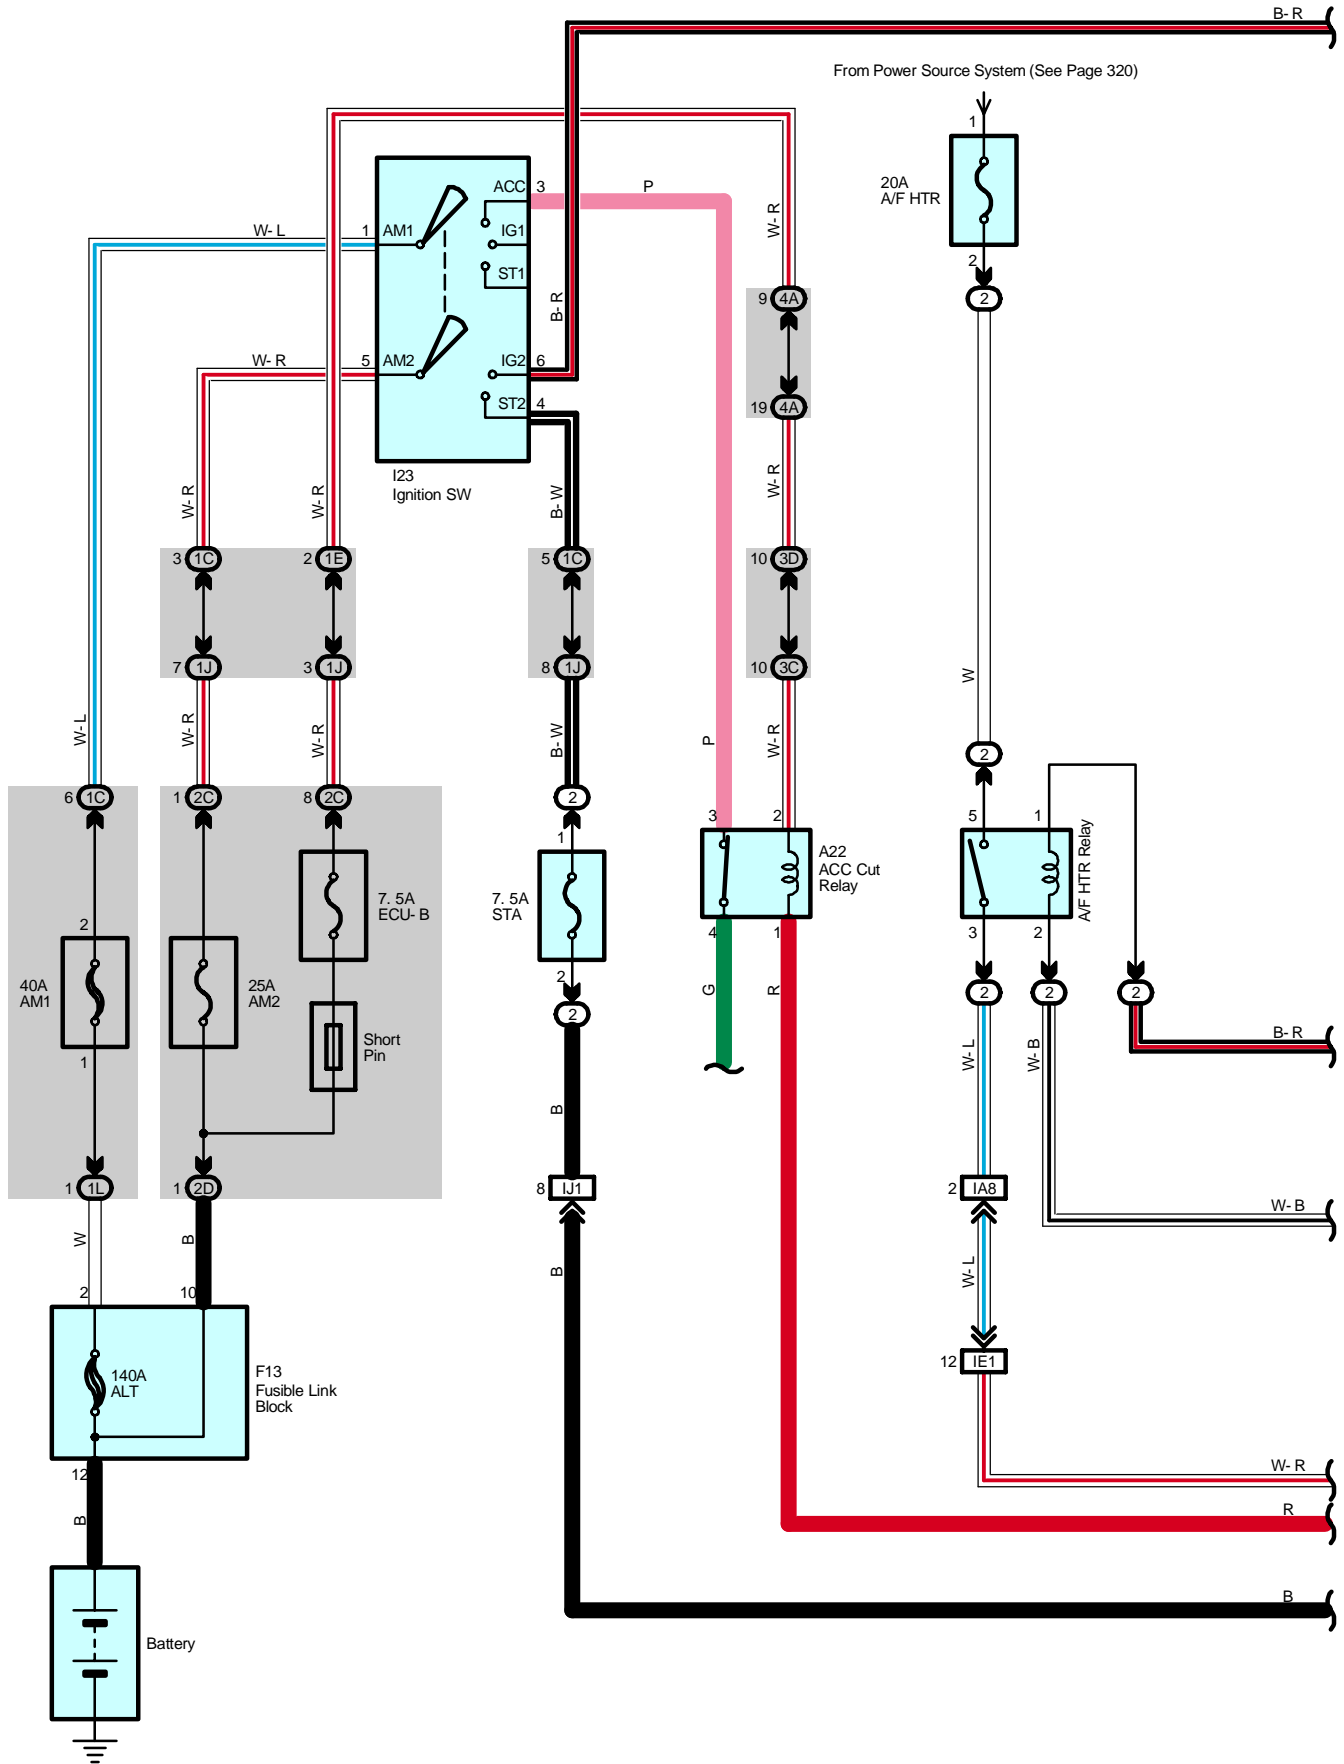 B- R
From Power Source System (See Page 320)
1
20A
A/F HTR
2
2
ACC 3
P
W- R
W- L
1 AM1
IG1
ST1
B- R
9 4A
W- R
5 AM2
IG2 6
ST2 4
19 4A
I23
Ignition SW
W- R
W- R
B- W
W- R
3 1C
2 1E
5 1C
10 3D
7 1J
3 1J
8 1J
10 3C
W
W- L
W- R
W- R
B- W
P
W- R
2
6 1C
1 2C
8 2C
2
1
3
2
5
1
A22
ACC Cut
Relay
A/F HTR Relay
7. 5A
ECU- B
7. 5A
STA
2
4
1
3
2
40A
AM1
25A
AM2
2
G
R
2
2
2
1
Short
Pin
2
W- L
W- B
B- R
B
1 1L
1 2D
8 IJ1
2 IA8
W
B
B
W- L
W- B
2
10
140A
ALT
F13
Fusible Link
Block
12 IE1
12
W- R
B
R
B
Battery